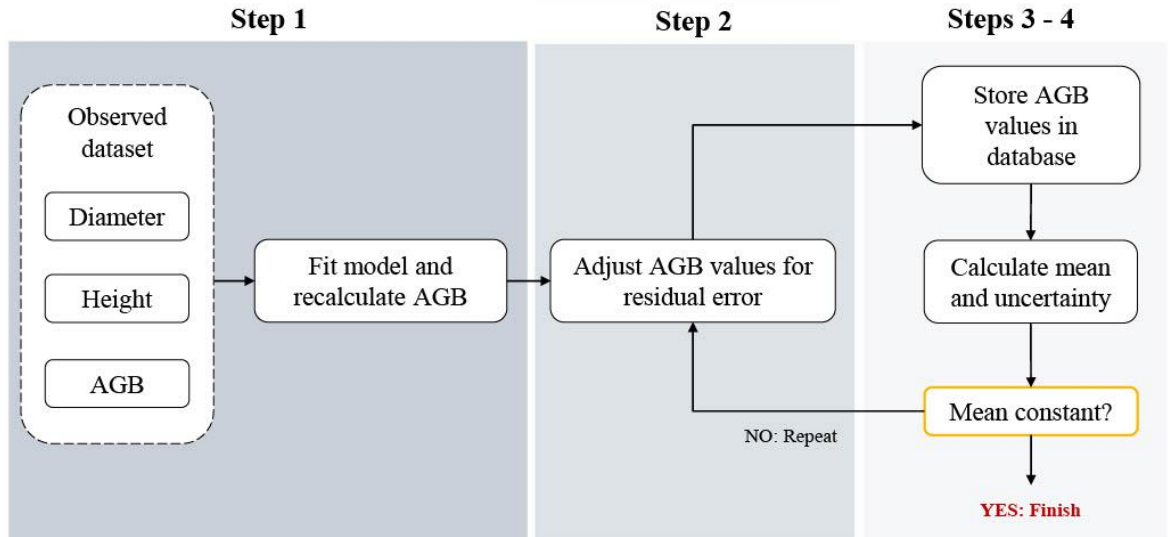 Step 1
Step 2
Steps 3 - 4
Observed
dataset
Diameter
Height
AGB
Fit model and
recalculate AGB
Adjust AGB values for
residual error
Store AGB
values in
database
Calculate mean
and uncertainty
Mean constant?
NO: Repeat
YES: Finish